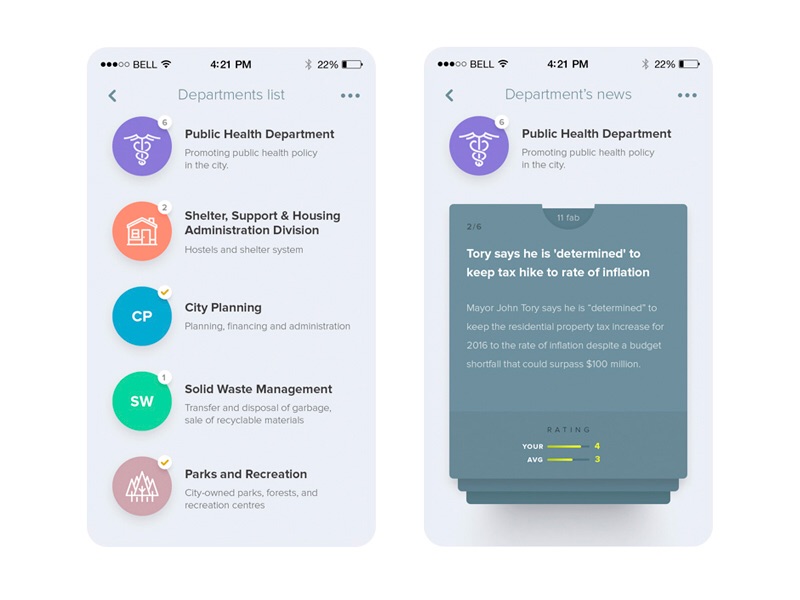 BELL 4:21 PM 22%
Departments list
6
Public Health Department
Promoting public health policy
in the city.
2
Shelter, Support & Housing
Administration Division
Hostels and shelter system
CP
City Planning
Planning, financing and administration
1
SW
Solid Waste Management
Transfer and disposal of garbage,
sale of recyclable materials
Parks and Recreation
City-owned parks, forests, and
recreation centres
BELL 4:21 PM 22%
Department's news
6
Public Health Department
Promoting public health policy
in the city.
11 fab
2/6
Tory says he is 'determined' to
keep tax hike to rate of inflation
Mayor John Tory says he is “determined” to
keep the residential property tax increase for
2016 to the rate of inflation despite a budget
shortfall that could surpass $100 million.
RATING
YOUR 4
AVG 3